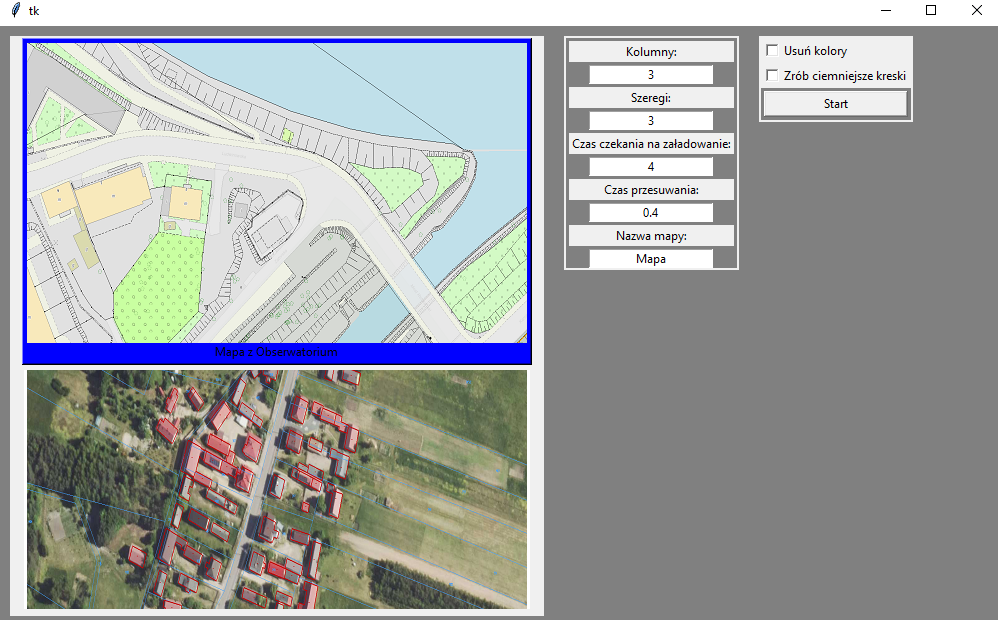 tk
Mapa z Obserwatorium
Kolumny:
3
Szeregi:
3
Czas czekania na załadowanie:
4
Czas przesuwania:
0.4
Nazwa mapy:
Mapa
Usuń kolory
Zrób ciemniejsze kreski
Start